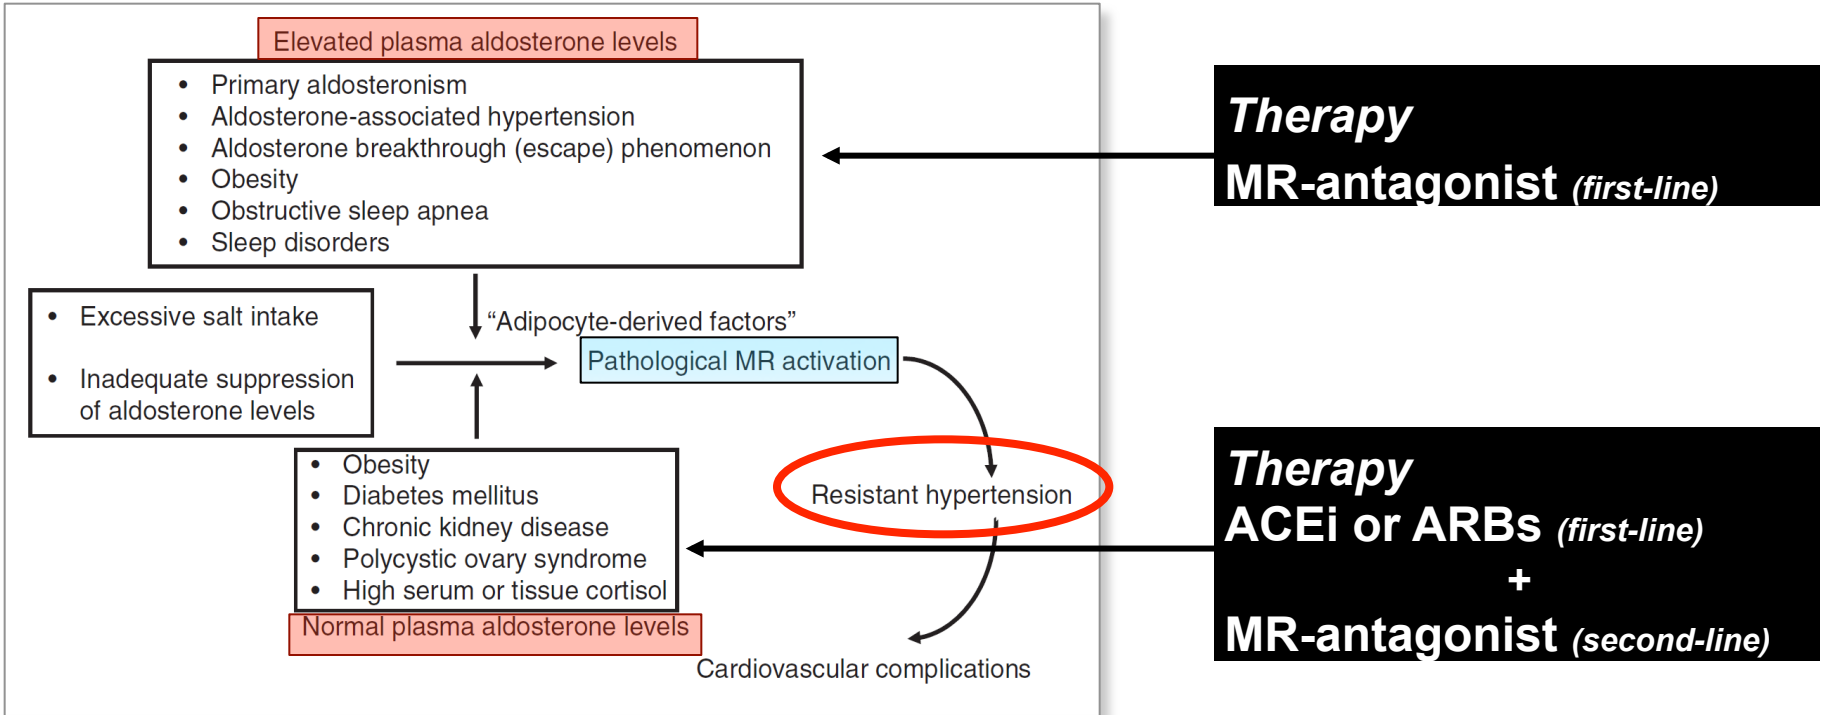 Elevated plasma aldosterone levels
• Primary aldosteronism
• Aldosterone-associated hypertension
• Aldosterone breakthrough (escape) phenomenon
• Obesity
• Obstructive sleep apnea
• Sleep disorders
Therapy
MR-antagonist (first-line)
• Excessive salt intake
• Inadequate suppression
of aldosterone levels
“Adipocyte-derived factors”
Pathological MR activation
Resistant hypertension
• Obesity
• Diabetes mellitus
• Chronic kidney disease
• Polycystic ovary syndrome
• High serum or tissue cortisol
Normal plasma aldosterone levels
Cardiovascular complications
Therapy
ACEi or ARBs (first-line)
+
MR-antagonist (second-line)